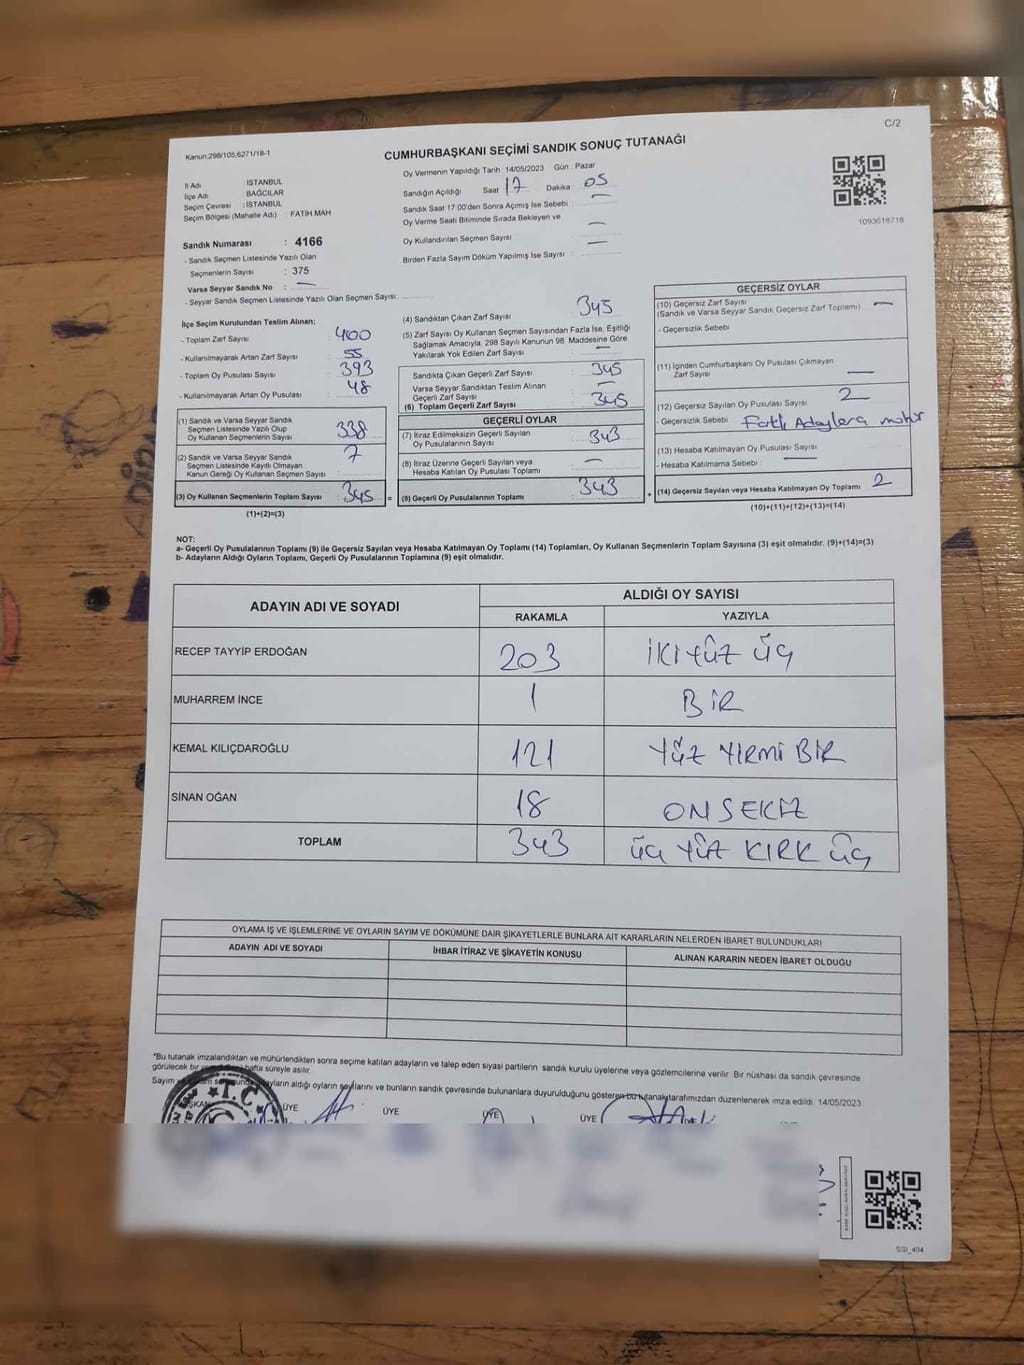 C/2
Kanun:298/105;6271/18-1
CUMHURBAŞKANI SEÇİMİ SANDIK SONUÇ TUTANAĞI
İl Adı : İSTANBUL
İlçe Adı : BAĞCILAR
Seçim Çevresi : İSTANBUL
Seçim Bölgesi (Mahalle Adı) : FATIH MAH
Oy Vermenin Yapıldığı Tarih : 14/05/2023 Gün : Pazar
Sandığın Açıldığı Saat : 17 Dakika : 05
Sandık Saat 17:00'den Sonra Açımış İse Sebebi : —
Oy Verme Saati Bitiminde Sırada Bekleyen ve
Oy Kullandırılan Seçmen Sayısı : —
Birden Fazla Sayım Döküm Yapılmış İse Sayısı : —
1093618718
Sandık Numarası : 4166
- Sandık Seçmen Listesinde Yazılı Olan
Seçmenlerin Sayısı : 375
Varsa Seyyar Sandık No : —
- Seyyar Sandık Seçmen Listesinde Yazılı Olan Seçmen Sayısı:
İlçe Seçim Kurulundan Teslim Alınan;
- Toplam Zarf Sayısı : 400
- Kullanılmayarak Artan Zarf Sayısı : 55
- Toplam Oy Pusulası Sayısı : 393
- Kullanılmayarak Artan Oy Pusulası : 48
(1) Sandık ve Varsa Seyyar Sandık
Seçmen Listesinde Yazılı Olup
Oy Kullanan Seçmenlerin Sayısı : 338
(2) Sandık ve Varsa Seyyar Sandık
Seçmen Listesinde Kayıtlı Olmayan
Kanun Gereği Oy Kullanan Seçmen Sayısı : 7
(3) Oy Kullanan Seçmenlerin Toplam Sayısı : 345 =
(1)+(2)=(3)
(4) Sandıktan Çıkan Zarf Sayısı : 345
(5) Zarf Sayısı Oy Kullanan Seçmen Sayısından Fazla İse, Eşitliği
Sağlamak Amacıyla, 298 Sayılı Kanunun 98. Maddesine Göre
Yakılarak Yok Edilen Zarf Sayısı : —
Sandıkta Çıkan Geçerli Zarf Sayısı : 345
Varsa Seyyar Sandıktan Teslim Alınan
Geçerli Zarf Sayısı : —
(6) Toplam Geçerli Zarf Sayısı : 345
GEÇERLİ OYLAR
(7) İtiraz Edilmeksizin Geçerli Sayılan
Oy Pusulalarının Sayısı : 343
(8) İtiraz Üzerine Geçerli Sayılan veya
Hesaba Katılan Oy Pusulası Toplamı : —
(9) Geçerli Oy Pusulalarının Toplamı : 343 +
GEÇERSİZ OYLAR
(10) Geçersiz Zarf Sayısı : —
(Sandık ve Varsa Seyyar Sandık Geçersiz Zarf Toplamı)
- Geçersizlik Sebebi
(11) İçinden Cumhurbaşkanı Oy Pusulası Çıkmayan
Zarf Sayısı : —
(12) Geçersiz Sayılan Oy Pusulası Sayısı : 2
- Geçersizlik Sebebi : Farklı Adaylara mühür
(13) Hesaba Katılmayan Oy Pusulası Sayısı : —
- Hesaba Katılmama Sebebi :
(14) Geçersiz Sayılan veya Hesaba Katılmayan Oy Toplamı : 2
(10)+(11)+(12)+(13)=(14)
NOT:
a- Geçerli Oy Pusulalarının Toplamı (9) ile Geçersiz Sayılan veya Hesaba Katılmayan Oy Toplamı (14) Toplamları, Oy Kullanan Seçmenlerin Toplam Sayısına (3) eşit olmalıdır. (9)+(14)=(3)
b- Adayların Aldığı Oyların Toplamı, Geçerli Oy Pusulalarının Toplamına (9) eşit olmalıdır.
ADAYIN ADI VE SOYADI
ALDIĞI OY SAYISI
RAKAMLA YAZIYLA
RECEP TAYYİP ERDOĞAN 203 İKİ YÜZ ÜÇ
MUHARREM İNCE 1 BİR
KEMAL KILIÇDAROĞLU 121 YÜZ YİRMİ BİR
SİNAN OĞAN 18 ON SEKİZ
TOPLAM 343 ÜÇ YÜZ KIRK ÜÇ
OYLAMA İŞ VE İŞLEMLERİNE VE OYLARIN SAYIM VE DÖKÜMÜNE DAİR ŞİKAYETLERLE BUNLARA AİT KARARLARIN NELERDEN İBARET BULUNDUKLARI
ADAYIN ADI VE SOYADI İHBAR İTİRAZ VE ŞİKAYETİN KONUSU ALINAN KARARIN NEDEN İBARET OLDUĞU
*Bu tutanak imzalandıktan ve mühürlendikten sonra seçime katılan adayların ve talep eden siyasi partilerin sandık kurulu üyelerine veya gözlemcilerine verilir. Bir nüshası da sandık çevresinde
görülecek bir hafta süreyle asılır.
Sayım adayların aldığı oyların sayılarını ve bunların sandık çevresinde bulunanlara duyurulduğunu gösteren bu tutanak tarafımızdan düzenlenerek imza edildi. 14/05/2023
ÜYE ÜYE ÜYE ÜYE
T.C.
SSI_404